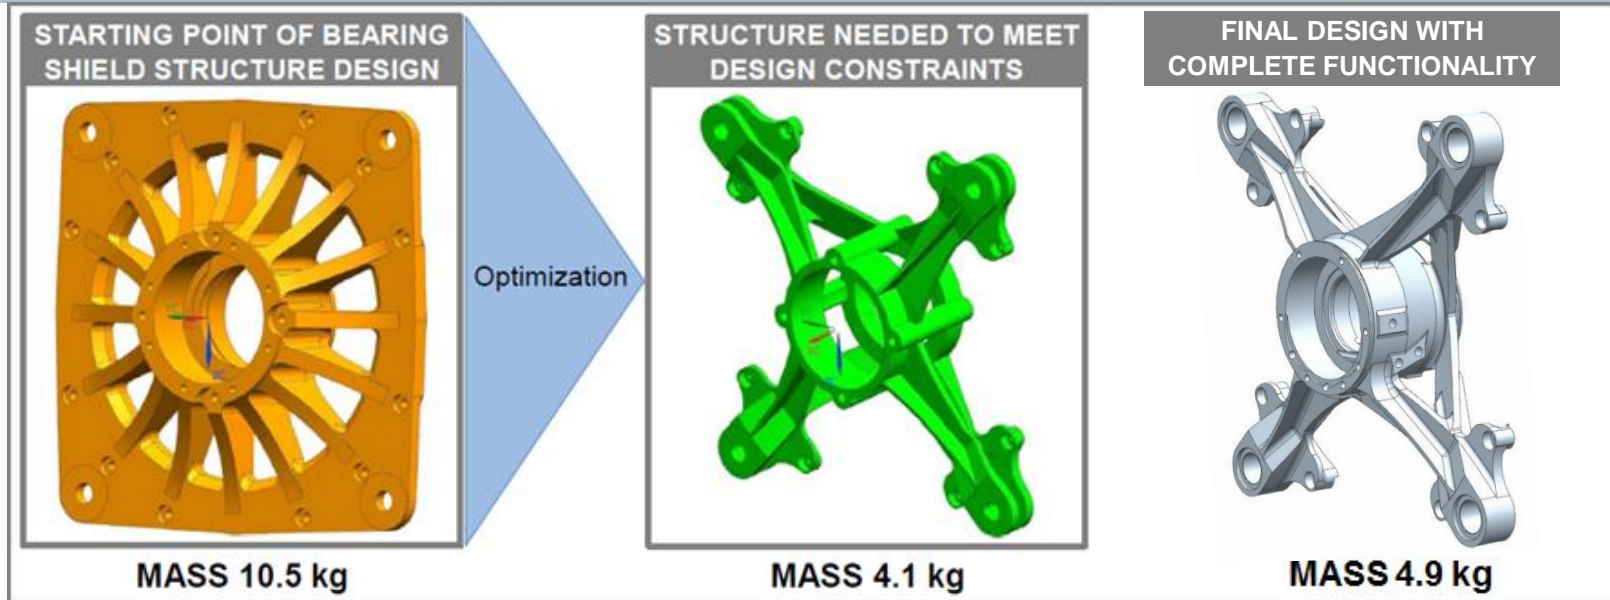 STARTING POINT OF BEARING
SHIELD STRUCTURE DESIGN
Optimization
STRUCTURE NEEDED TO MEET
DESIGN CONSTRAINTS
FINAL DESIGN WITH
COMPLETE FUNCTIONALITY
MASS 10.5 kg
MASS 4.1 kg
MASS 4.9 kg